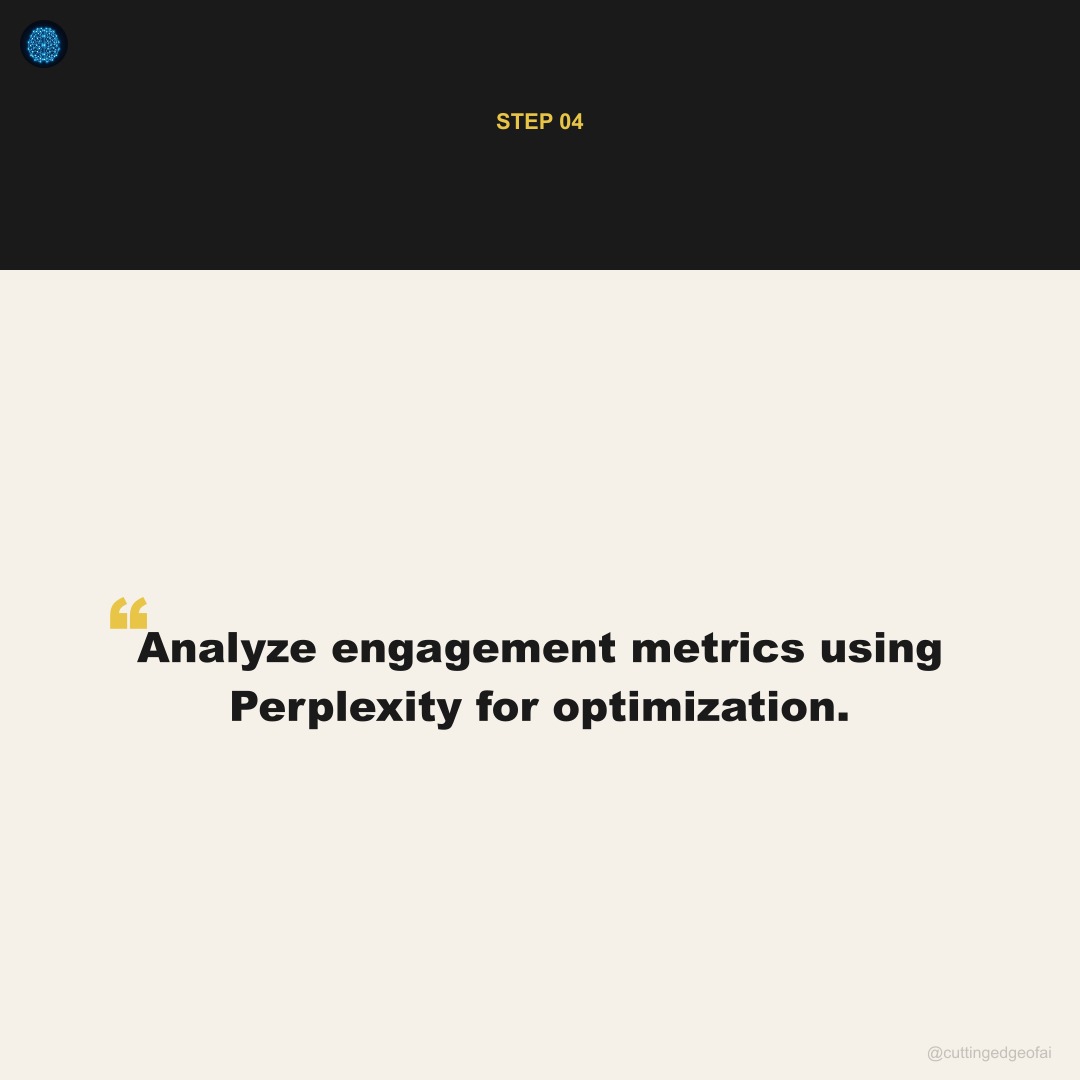 STEP 04
“
Analyze engagement metrics using
Perplexity for optimization.
@cuttingedgeofai